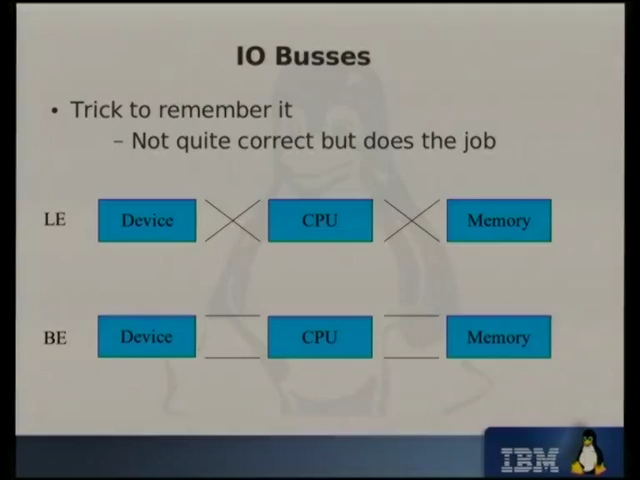 IO Busses
• Trick to remember it
– Not quite correct but does the job
LE Device CPU Memory
BE Device CPU Memory
IBM